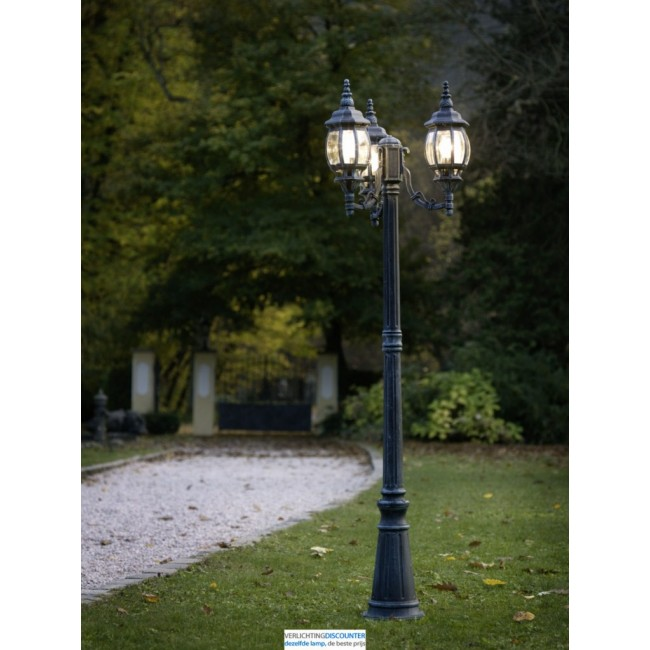 VERLICHTINGDISCOUNTER
dezelfde lamp, de beste prijs